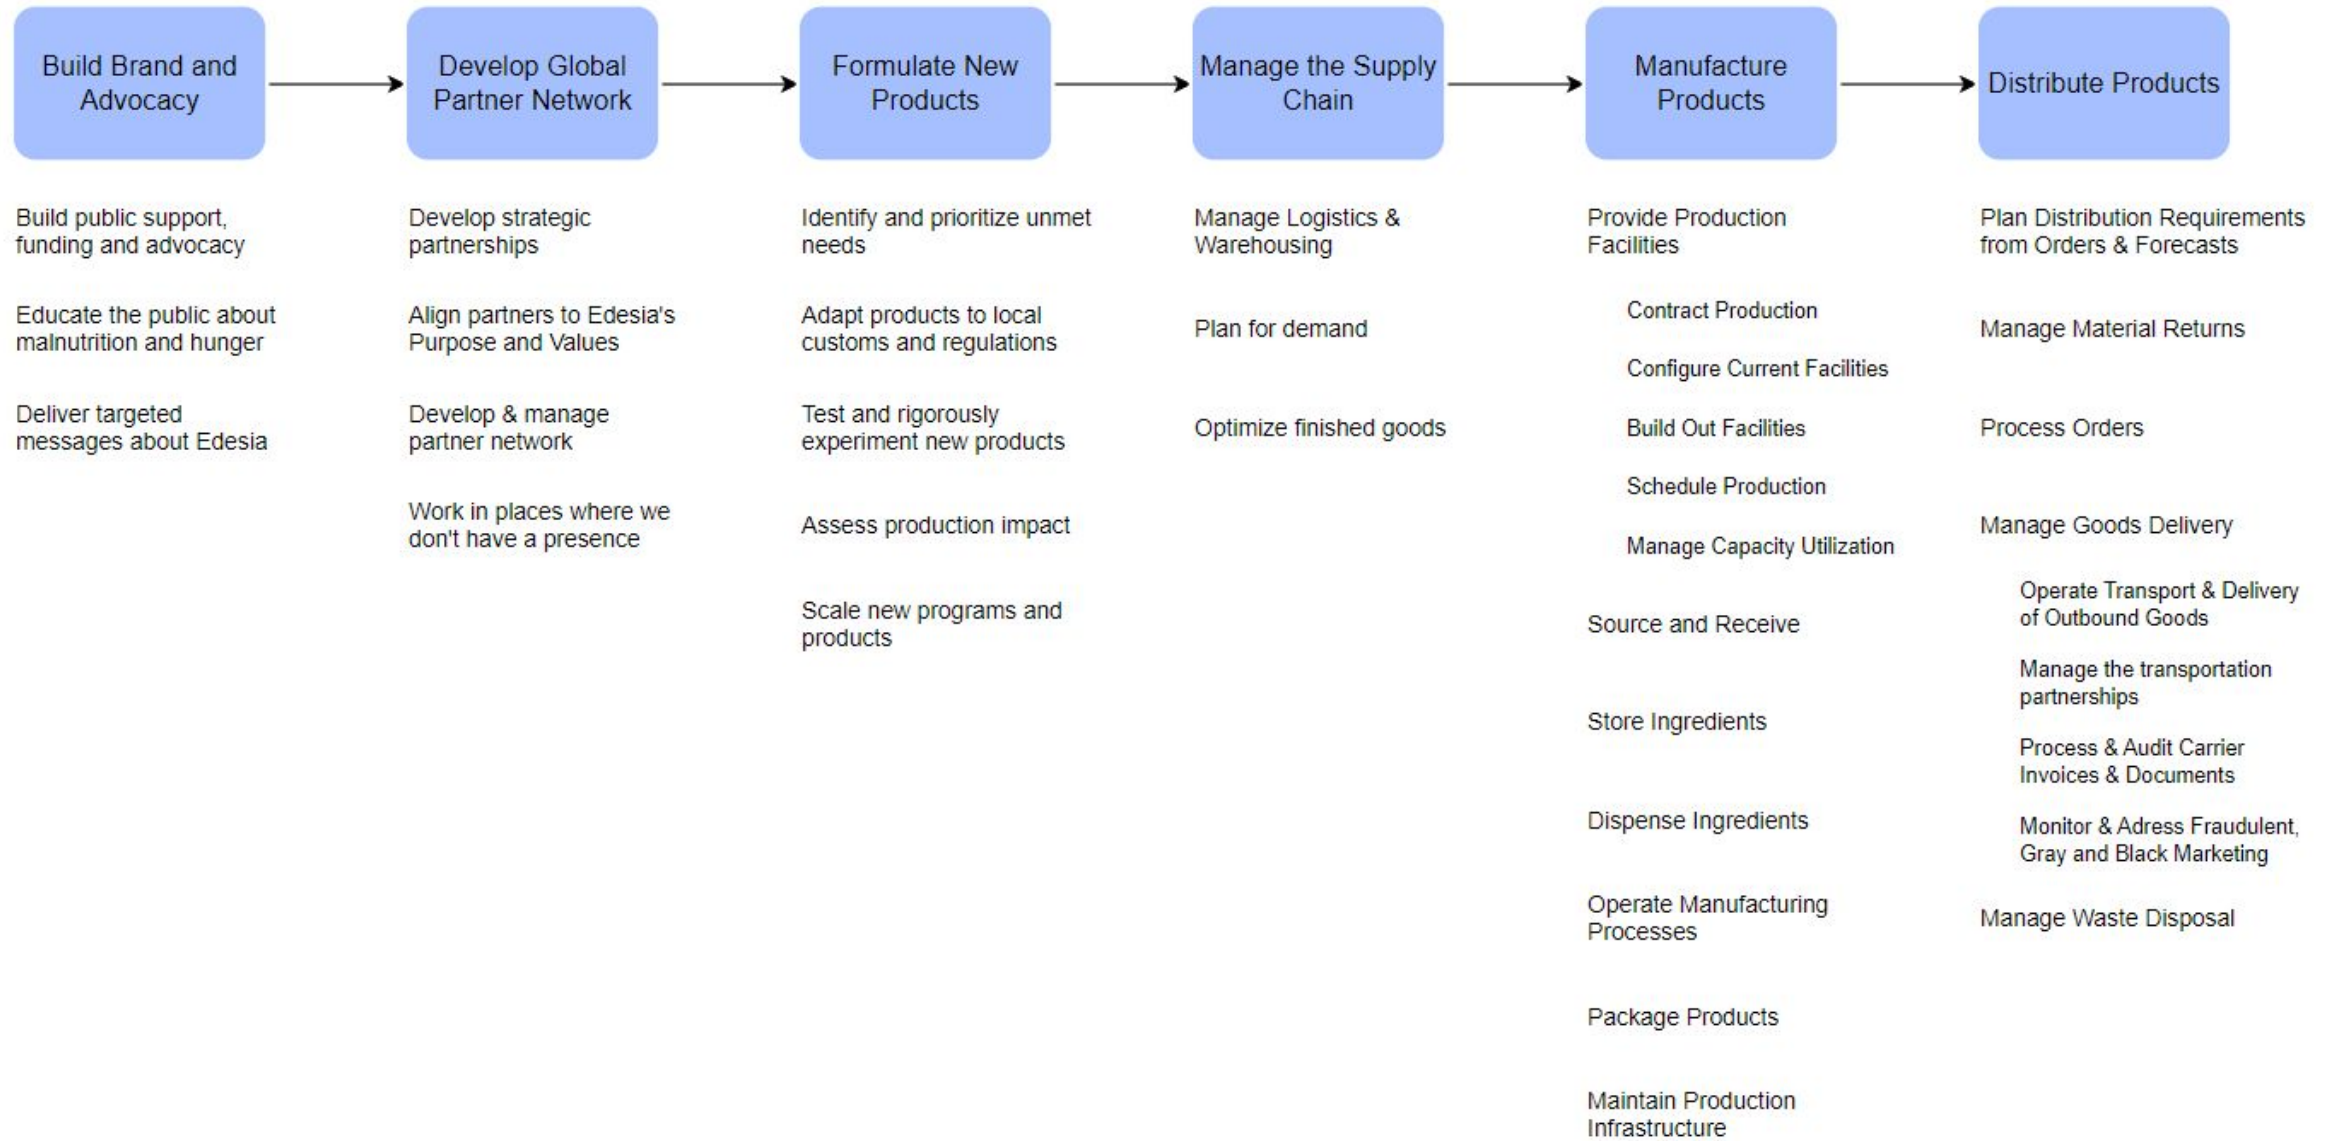 Build Brand and
Advocacy
Develop Global
Partner Network
Formulate New
Products
Manage the Supply
Chain
Manufacture
Products
Distribute Products
Build public support,
funding and advocacy
Educate the public about
malnutrition and hunger
Deliver targeted
messages about Edesia
Develop strategic
partnerships
Align partners to Edesia's
Purpose and Values
Develop & manage
partner network
Work in places where we
don't have a presence
Identify and prioritize unmet
needs
Adapt products to local
customs and regulations
Test and rigorously
experiment new products
Assess production impact
Scale new programs and
products
Manage Logistics &
Warehousing
Plan for demand
Optimize finished goods
Provide Production
Facilities
Contract Production
Configure Current Facilities
Build Out Facilities
Schedule Production
Manage Capacity Utilization
Source and Receive
Store Ingredients
Dispense Ingredients
Operate Manufacturing
Processes
Package Products
Maintain Production
Infrastructure
Plan Distribution Requirements
from Orders & Forecasts
Manage Material Returns
Process Orders
Manage Goods Delivery
Operate Transport & Delivery
of Outbound Goods
Manage the transportation
partnerships
Process & Audit Carrier
Invoices & Documents
Monitor & Adress Fraudulent,
Gray and Black Marketing
Manage Waste Disposal